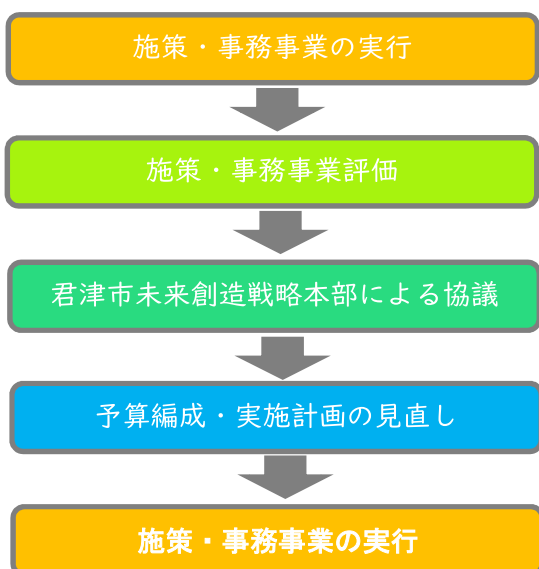 施策・事務事業の実行
施策・事務事業評価
君津市未来創造戦略本部による協議
予算編成・実施計画の見直し
施策・事務事業の実行